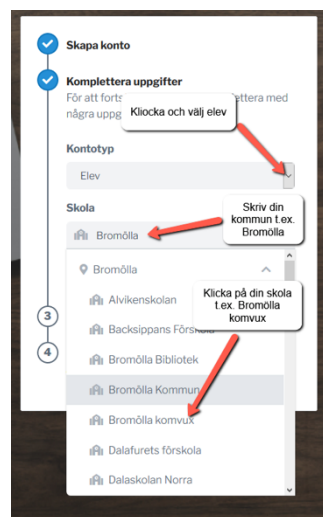 Skapa konto
Komplettera uppgifter
För att forts
ettera med
några uppg
Kliocka och välj elev
Kontotyp
Elev
Skola
Skriv din
kommun t.ex.
Bromölla
Bromölla
Bromölla
Klicka på din skola
t.ex. Bromölla
komvux
Alvikenskolan
3
Backsippans Förskola
4
Bromölla Bibliotek
Bromölla Kommun
Bromölla komvux
Dalafurets förskola
Dalaskolan Norra